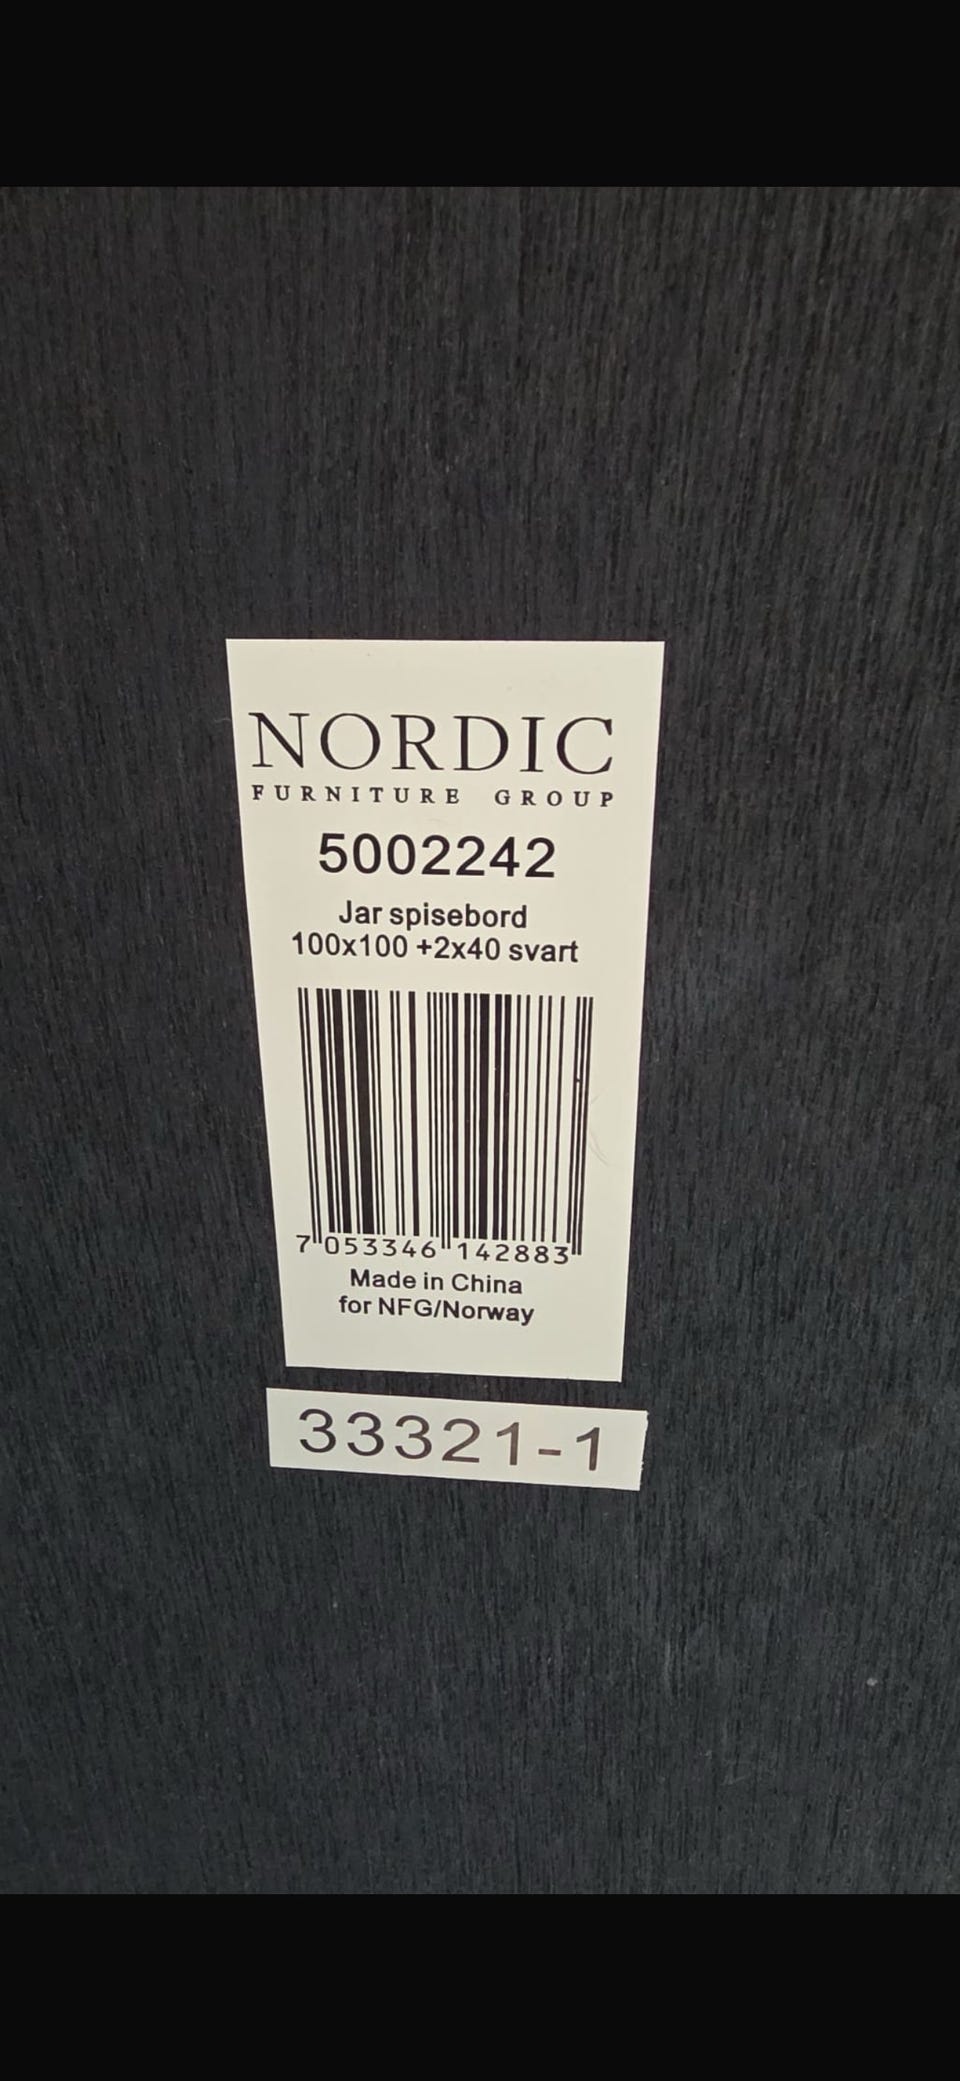 NORDIC
FURNITURE GROUP
5002242
Jar spisebord
100x100 +2x40 svart
7 053346 142883
Made in China
for NFG/Norway
33321-1